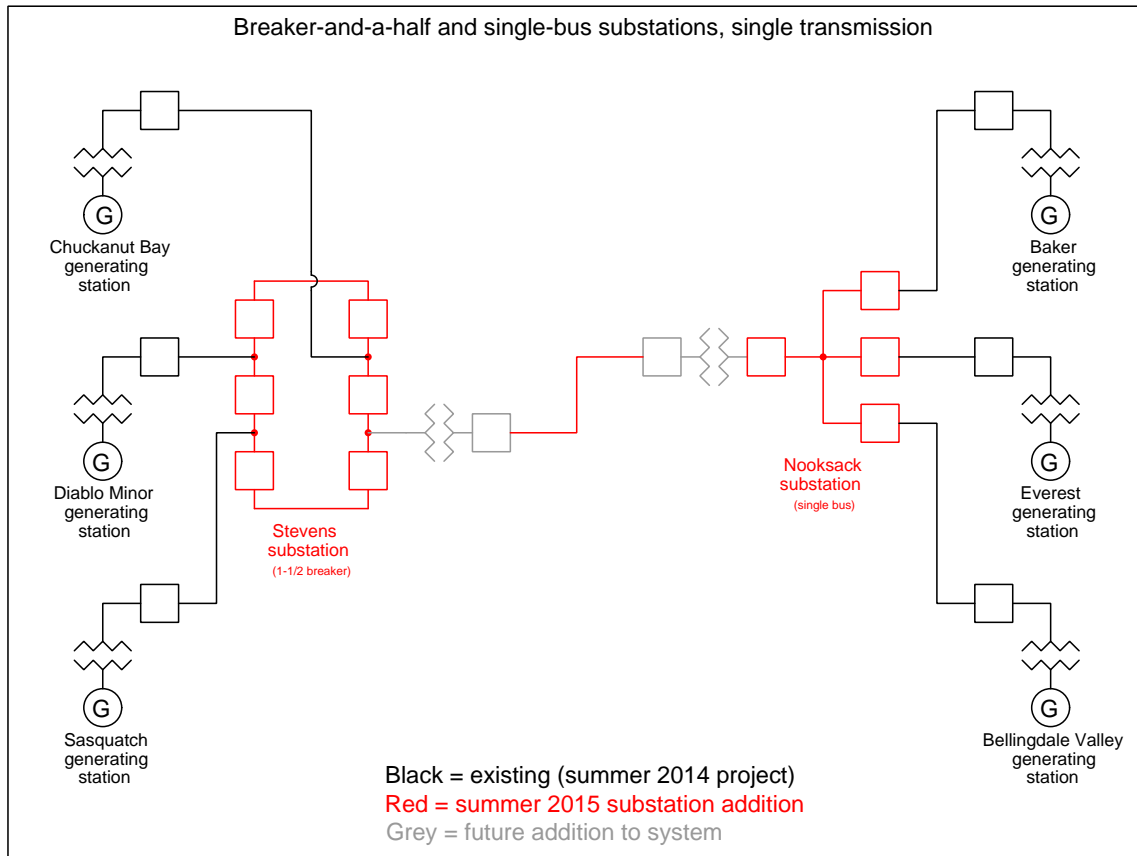 Breaker-and-a-half and single-bus substations, single transmission
G
Chuckanut Bay
generating
station
G
Baker
generating
station
G
Diablo Minor
generating
station
Stevens
substation
(1-1/2 breaker)
Nooksack
substation
(single bus)
G
Everest
generating
station
G
Sasquatch
generating
station
G
Bellingdale Valley
generating
station
Black = existing (summer 2014 project)
Red = summer 2015 substation addition
Grey = future addition to system